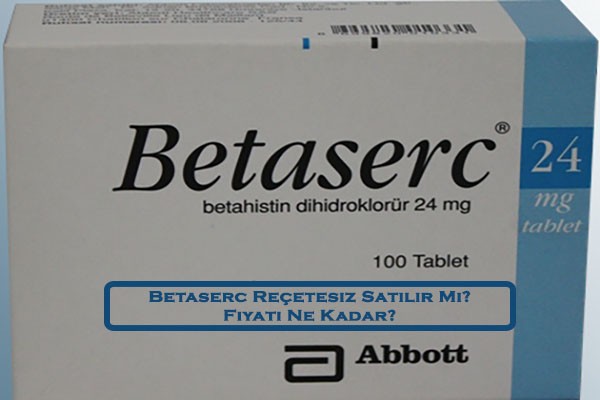 Betaserc®
betahistin dihidroklorür 24 mg
24
mg
tablet
100 Tablet
Betaserc Reçetesiz Satılır Mı?
Fiyatı Ne Kadar?
Abbott